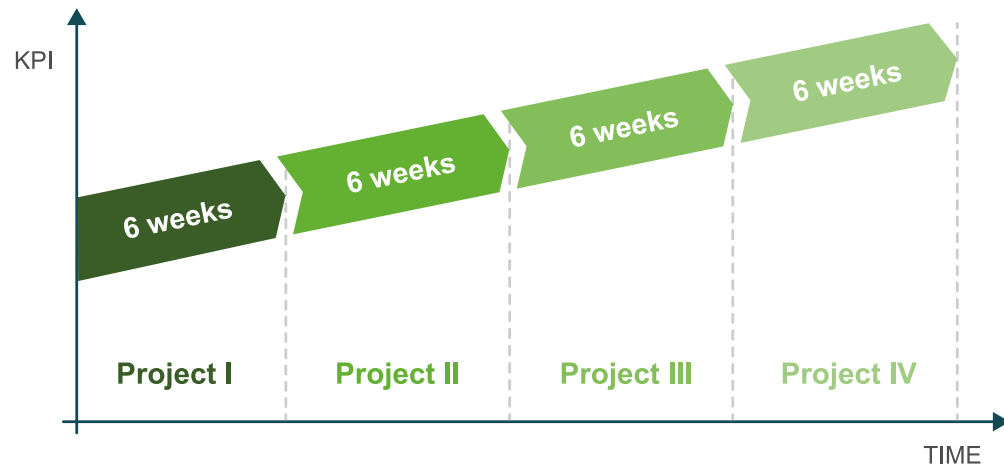 KPI
6 weeks
6 weeks
6 weeks
6 weeks
Project I
Project II
Project III
Project IV
TIME